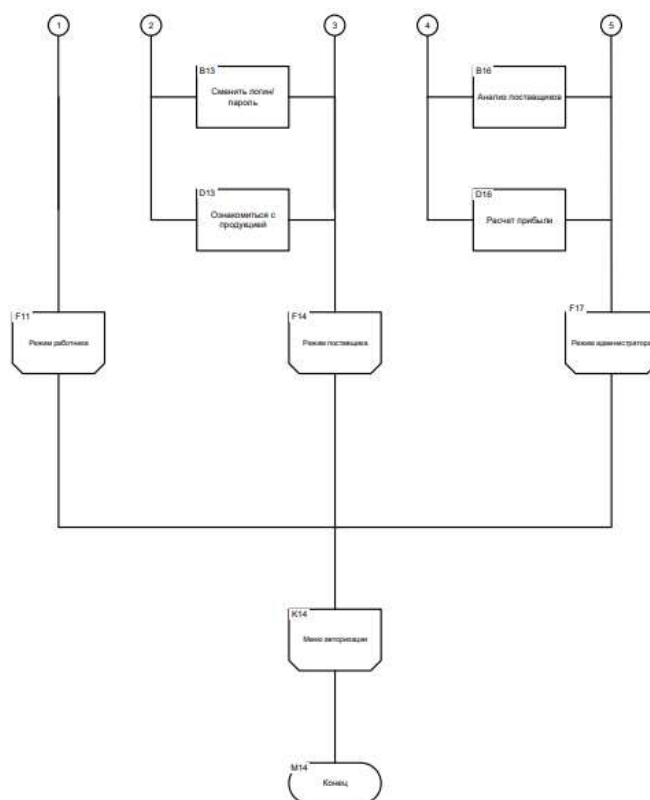 1
2
3
4
5
B13
Сменить логин/
пароль
B16
Анализ поставщиков
D13
Ознакомиться с
продукцией
D16
Расчет прибыли
F11
Режим работника
F14
Режим поставщика
F17
Режим администратора
K14
Меню авторизации
M14
Конец